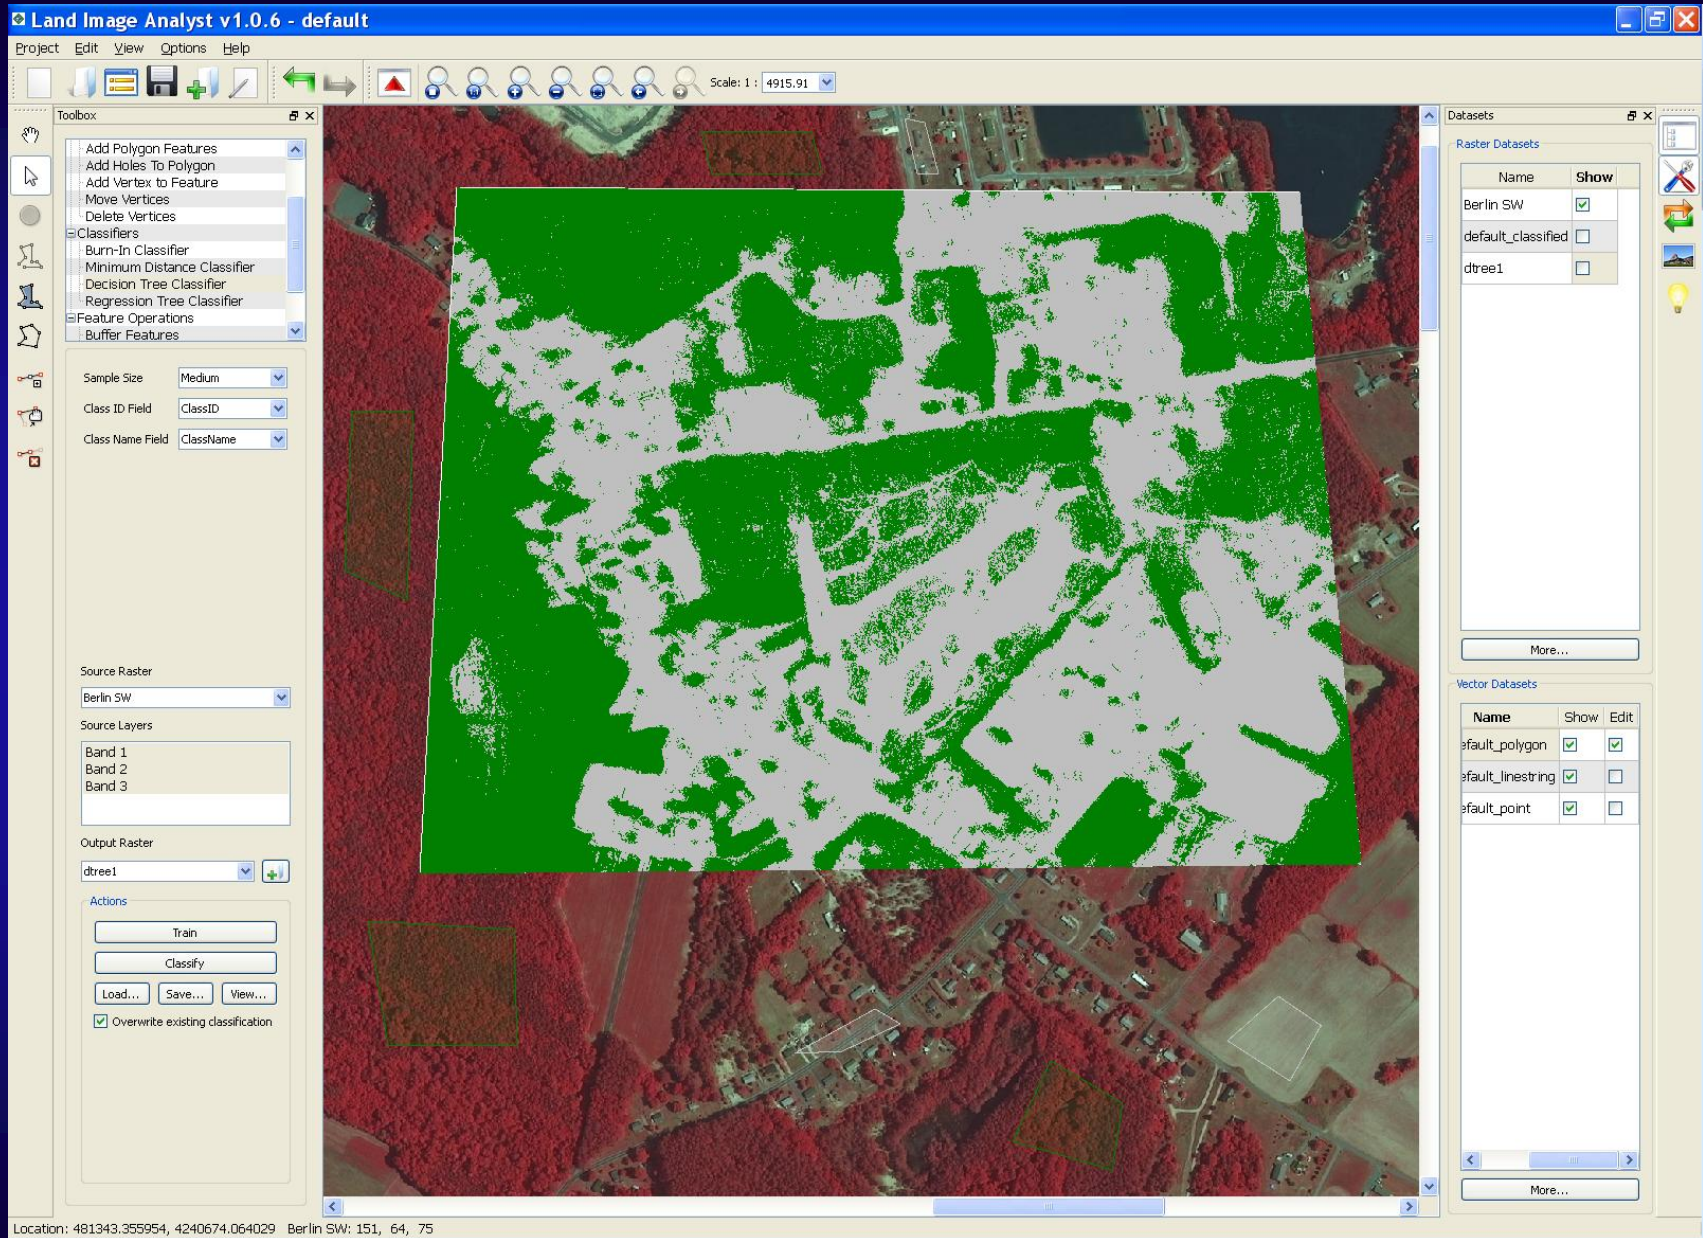 Land Image Analyst v1.0.6 - default
Project Edit View Options Help
Scale: 1 : 4915.91
Toolbox
Add Polygon Features
Add Holes To Polygon
Add Vertex to Feature
Move Vertices
Delete Vertices
Classifiers
Burn-In Classifier
Minimum Distance Classifier
Decision Tree Classifier
Regression Tree Classifier
Feature Operations
Buffer Features
Sample Size Medium
Class ID Field ClassID
Class Name Field ClassName
Source Raster
Berlin SW
Source Layers
Band 1
Band 2
Band 3
Output Raster
dtree1
Actions
Train
Classify
Load... Save... View...
Overwrite existing classification
Datasets
Raster Datasets
Name Show
Berlin SW
default_classified
dtree1
More...
Vector Datasets
Name Show Edit
efault_polygon
efault_linestring
efault_point
More...
Location: 481343.355954, 4240674.064029 Berlin SW: 151, 64, 75